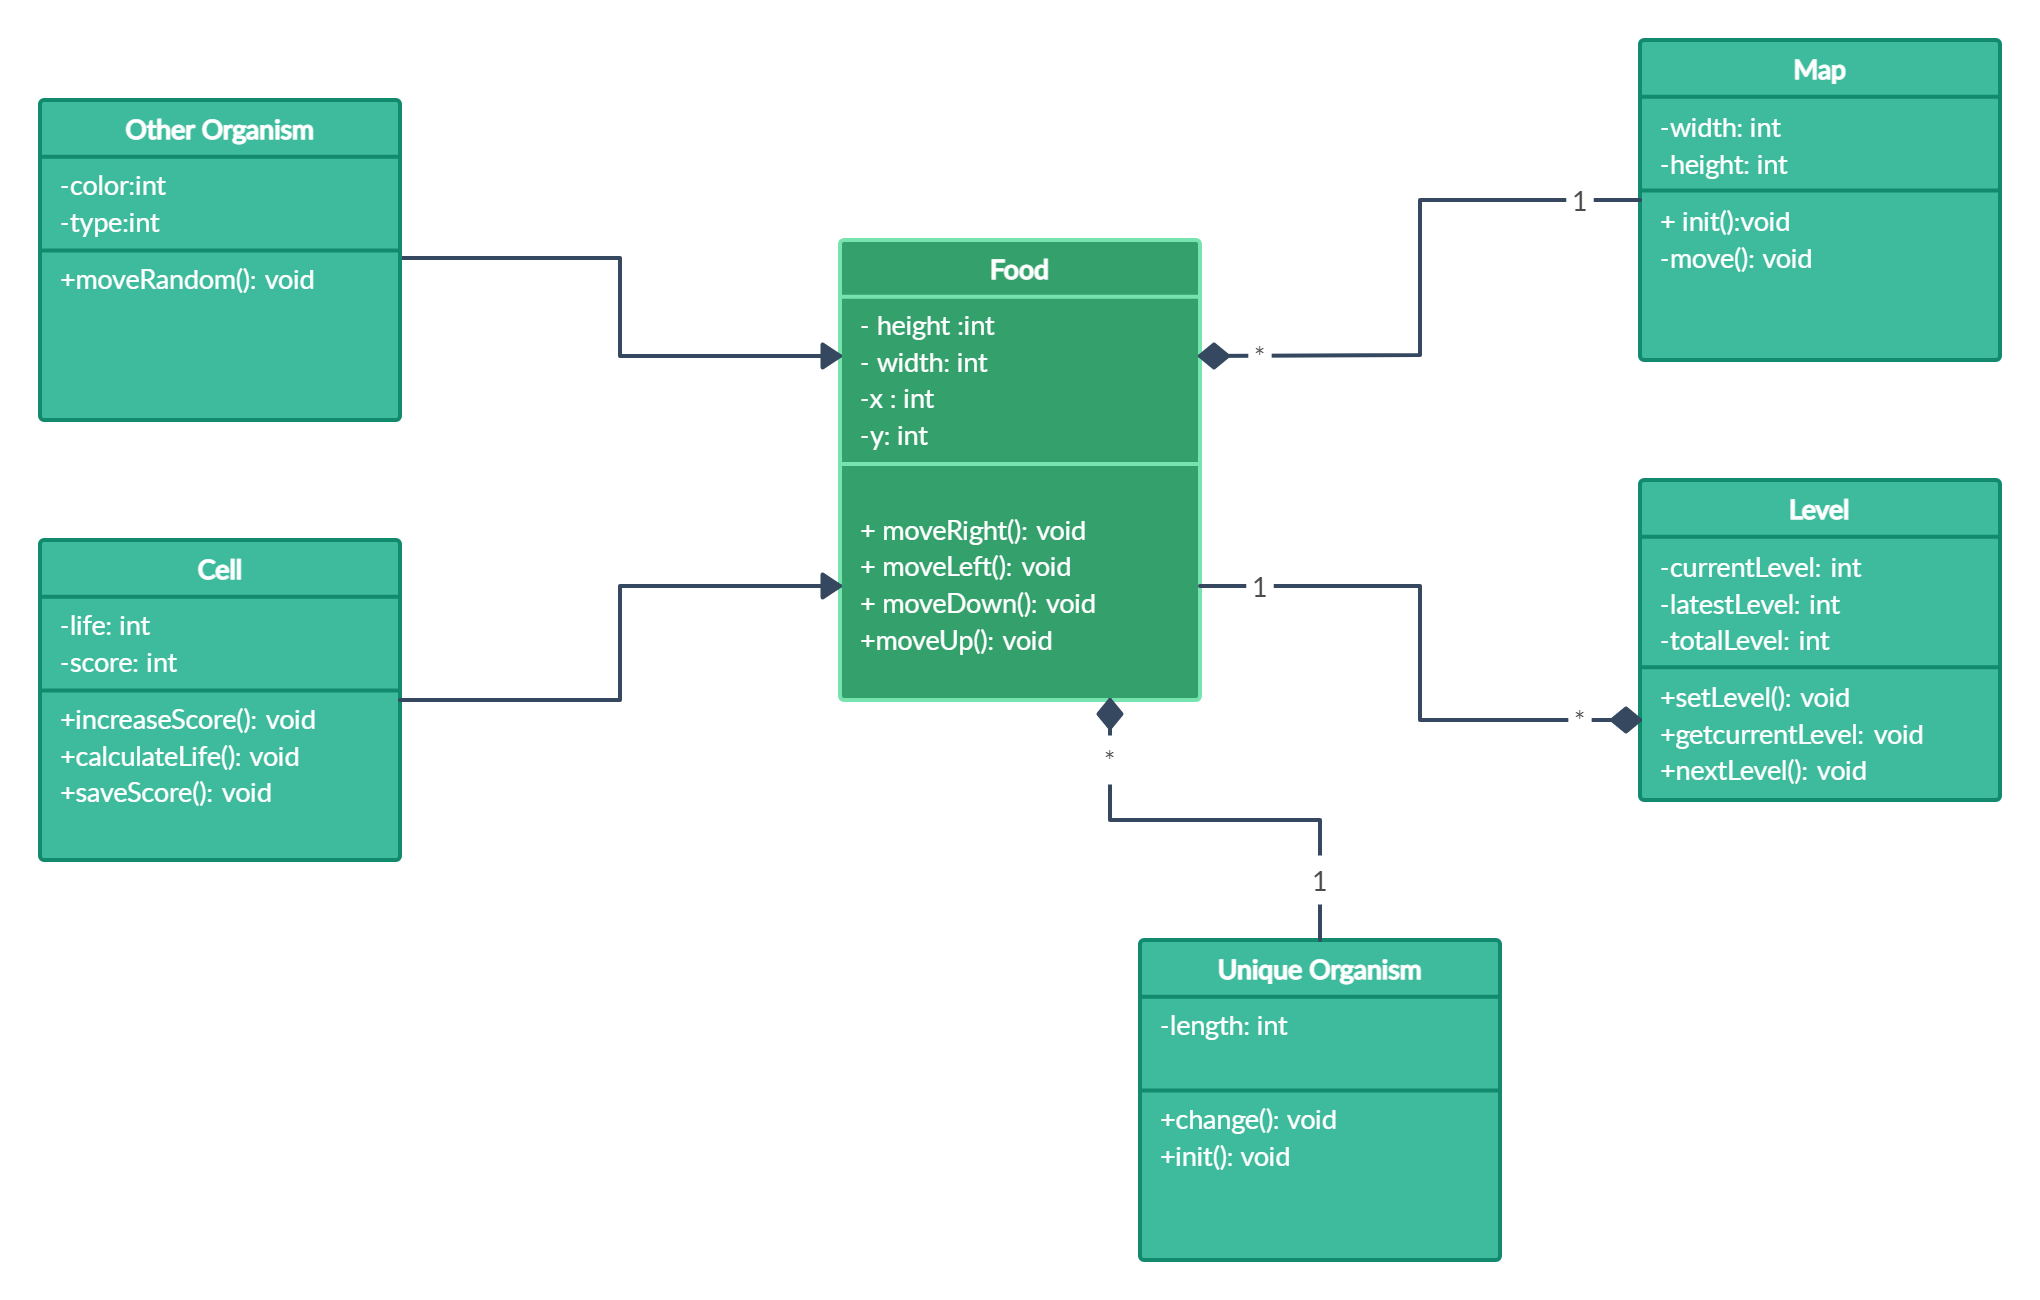 Other Organism
-color:int
-type:int
+moveRandom(): void
Cell
-life: int
-score: int
+increaseScore(): void
+calculateLife(): void
+saveScore(): void
Food
- height :int
- width: int
-x : int
-y: int
+ moveRight(): void
+ moveLeft(): void
+ moveDown(): void
+moveUp(): void
*
1
1
*
*
1
Map
-width: int
-height: int
+ init():void
-move(): void
Level
-currentLevel: int
-latestLevel: int
-totalLevel: int
+setLevel(): void
+getcurrentLevel: void
+nextLevel(): void
Unique Organism
-length: int
+change(): void
+init(): void